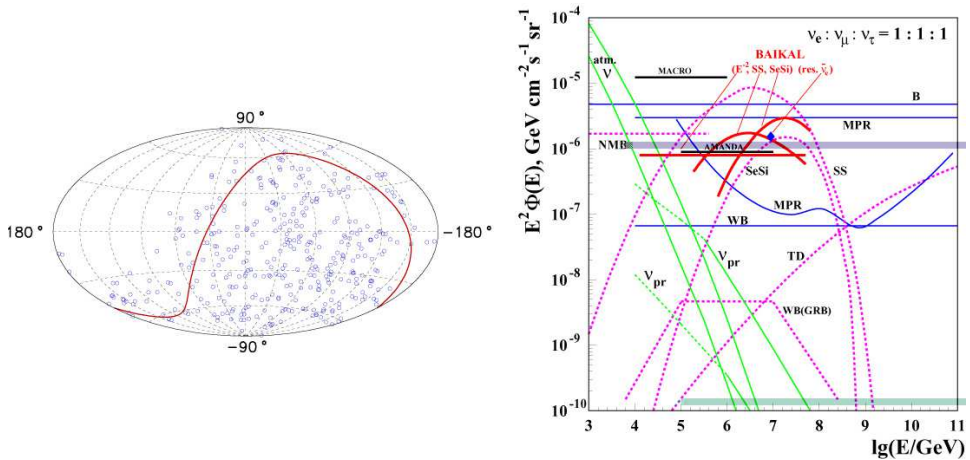 90°
180°
−180°
−90°
E²Φ(E), GeV cm⁻²s⁻¹ sr⁻¹
10⁻⁴
10⁻⁵
10⁻⁶
10⁻⁷
10⁻⁸
10⁻⁹
10⁻¹⁰
νe : νμ : ντ = 1 : 1 : 1
atm.
ν
BAIKAL
(E⁻², SS, SeSi) (res. ν̄e)
MACRO
B
MPR
NMB
AMANDA
SeSi
SS
MPR
WB
νpr
TD
νpr
WB(GRB)
3 4 5 6 7 8 9 10 11
lg(E/GeV)